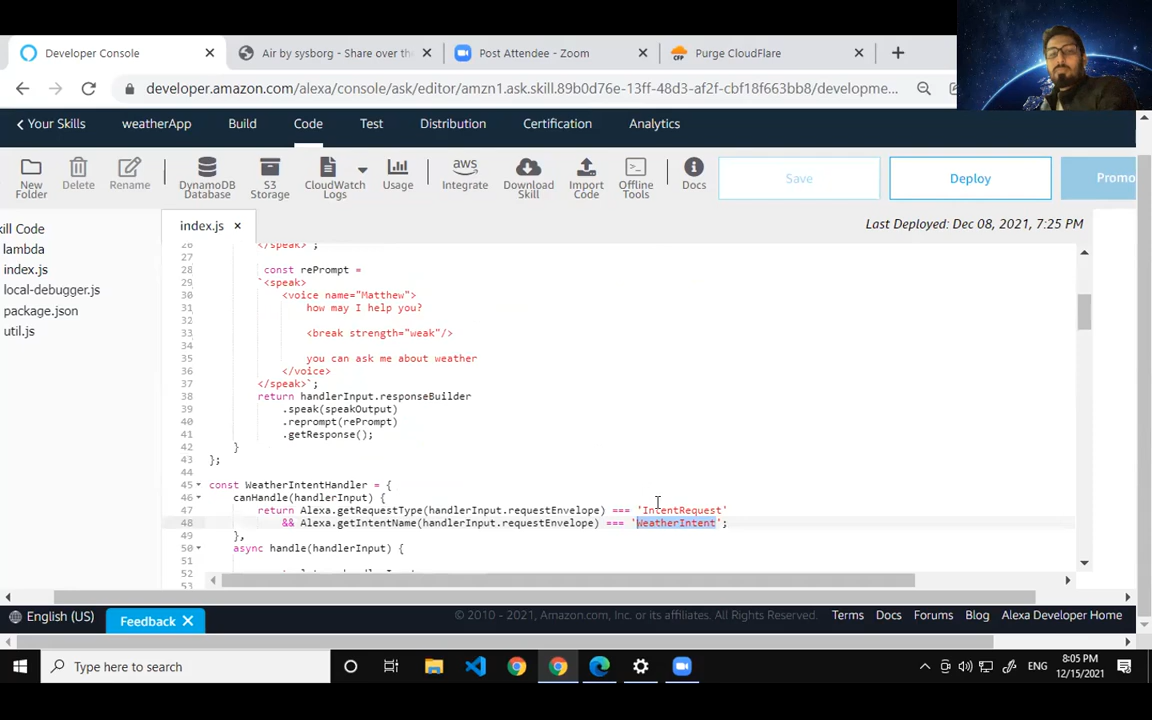 Developer Console
Air by sysborg - Share over the
Post Attendee - Zoom
Purge CloudFlare
developer.amazon.com/alexa/console/ask/editor/amzn1.ask.skill.89b0d76e-13ff-48d3-af2f-cbf18f663bb8/developme...
Your Skills
weatherApp
Build
Code
Test
Distribution
Certification
Analytics
New Folder
Delete
Rename
DynamoDB Database
S3 Storage
CloudWatch Logs
aws
Usage
Integrate
Download Skill
Import Code
Offline Tools
Docs
Save
Deploy
Promo
kill Code
lambda
index.js
local-debugger.js
package.json
util.js
index.js ×
Last Deployed: Dec 08, 2021, 7:25 PM
26 </speak>`;
27
28 const rePrompt =
29 `<speak>
30 <voice name="Matthew">
31 how may I help you?
32
33 <break strength="weak"/>
34
35 you can ask me about weather
36 </voice>
37 </speak>`;
38 return handlerInput.responseBuilder
39 .speak(speakOutput)
40 .reprompt(rePrompt)
41 .getResponse();
42 }
43 };
44
45 const WeatherIntentHandler = {
46 canHandle(handlerInput) {
47 return Alexa.getRequestType(handlerInput.requestEnvelope) === 'IntentRequest'
48 && Alexa.getIntentName(handlerInput.requestEnvelope) === 'WeatherIntent';
49 },
50 async handle(handlerInput) {
51
52
53
English (US)
Feedback
© 2010 - 2021, Amazon.com, Inc. or its affiliates. All Rights Reserved.
Terms
Docs
Forums
Blog
Alexa Developer Home
Type here to search
ENG
8:05 PM
12/15/2021